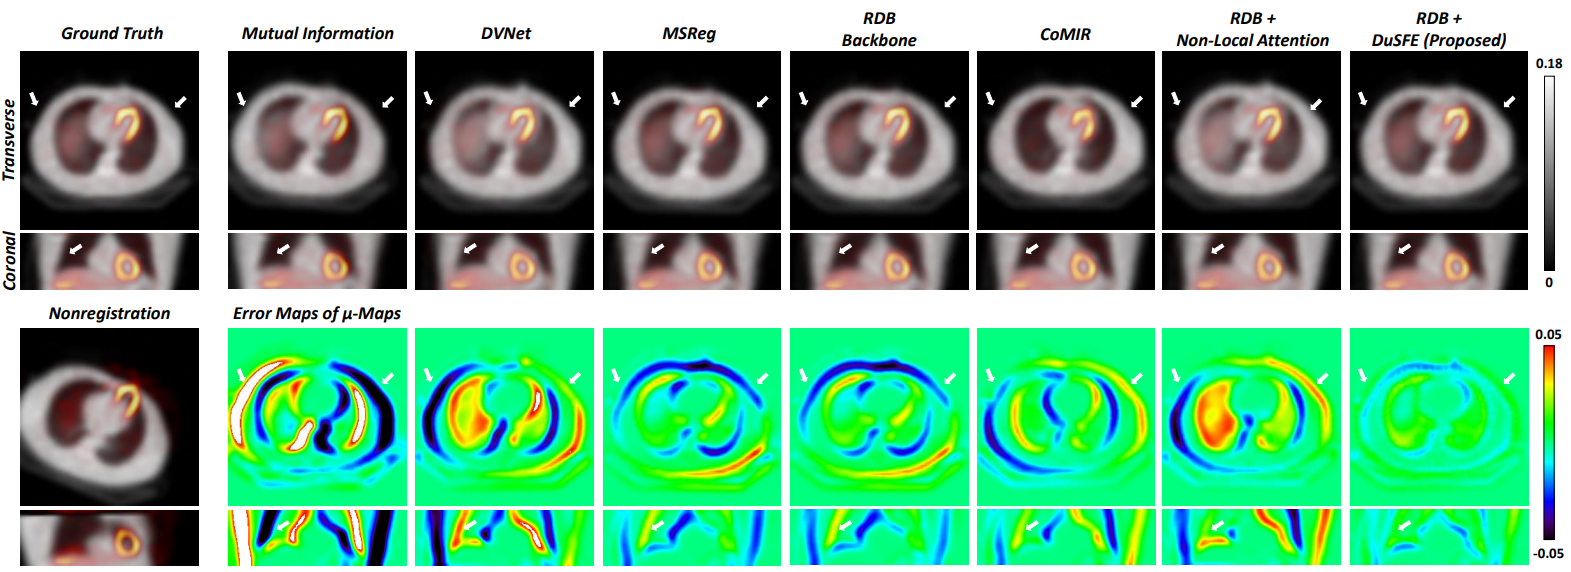 Ground Truth
Mutual Information
DVNet
MSReg
RDB
Backbone
CoMIR
RDB +
Non-Local Attention
RDB +
DuSFE (Proposed)
Transverse
0.18
Coronal
0
Nonregistration
Error Maps of μ-Maps
0.05
-0.05